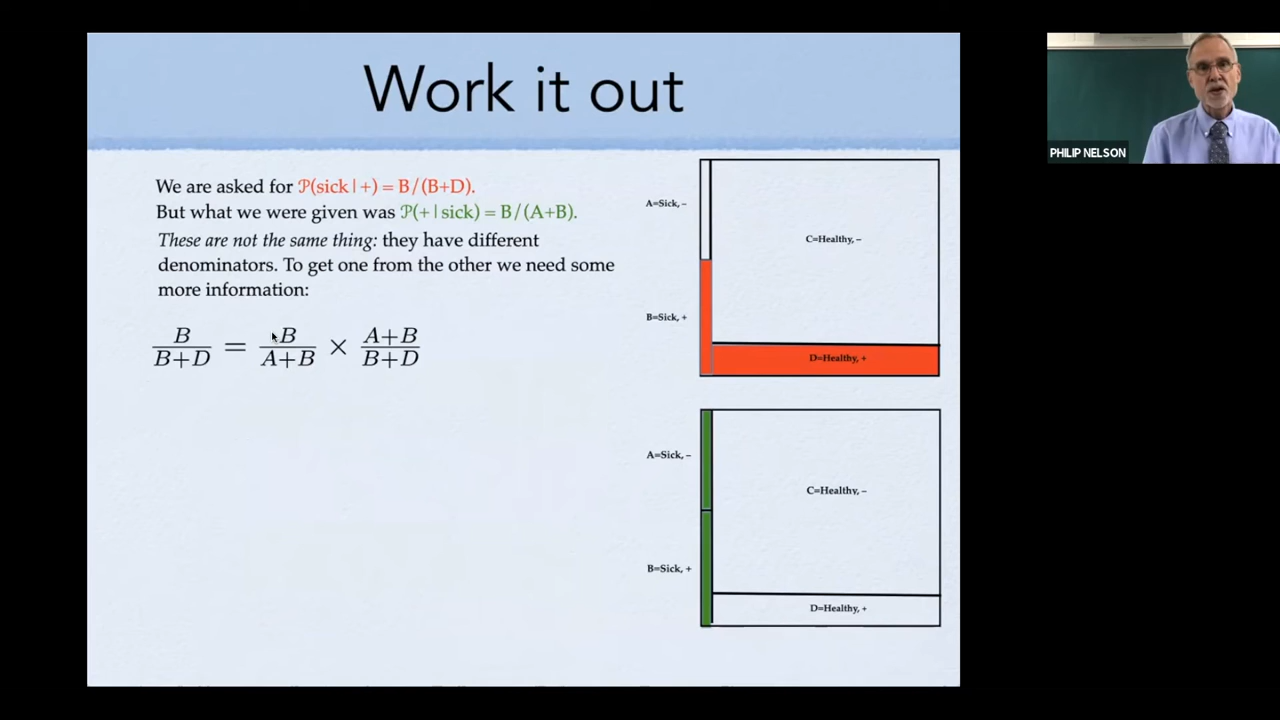 Work it out
We are asked for 𝒫(sick | +) = B/(B+D).
But what we were given was 𝒫(+ | sick) = B/(A+B).
These are not the same thing: they have different
denominators. To get one from the other we need some
more information:
B/(B+D) = B/(A+B) × (A+B)/(B+D)
A=Sick, –
C=Healthy, –
B=Sick, +
D=Healthy, +
A=Sick, –
C=Healthy, –
B=Sick, +
D=Healthy, +
PHILIP NELSON